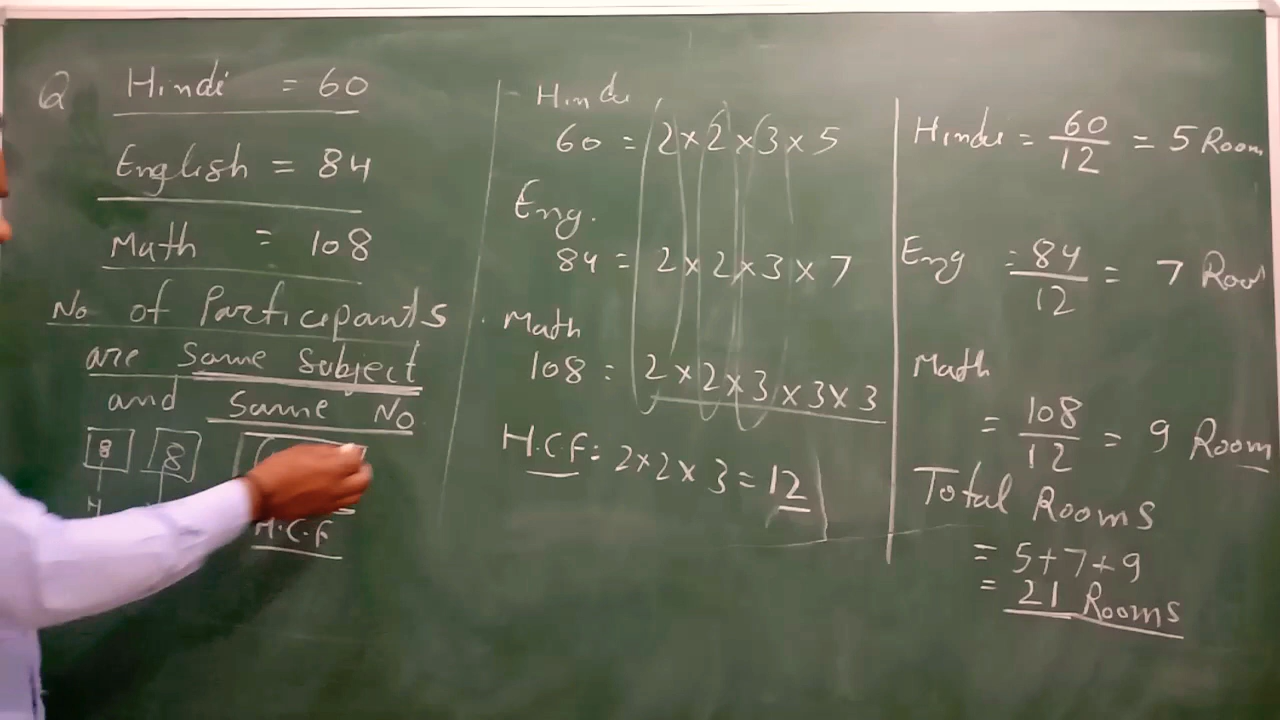 Q Hindi = 60
English = 84
Math = 108
No of Participants
are Same Subject
and Same No
8 8
H
H.C.F
Hindi
60 = 2×2×3×5
Eng.
84 = 2×2×3×7
Math
108 = 2×2×3×3×3
H.C.F: 2×2×3=12
Hindi = 60/12 = 5 Room
Eng = 84/12 = 7 Roo
Math
= 108/12 = 9 Room
Total Rooms
= 5+7+9
= 21 Rooms